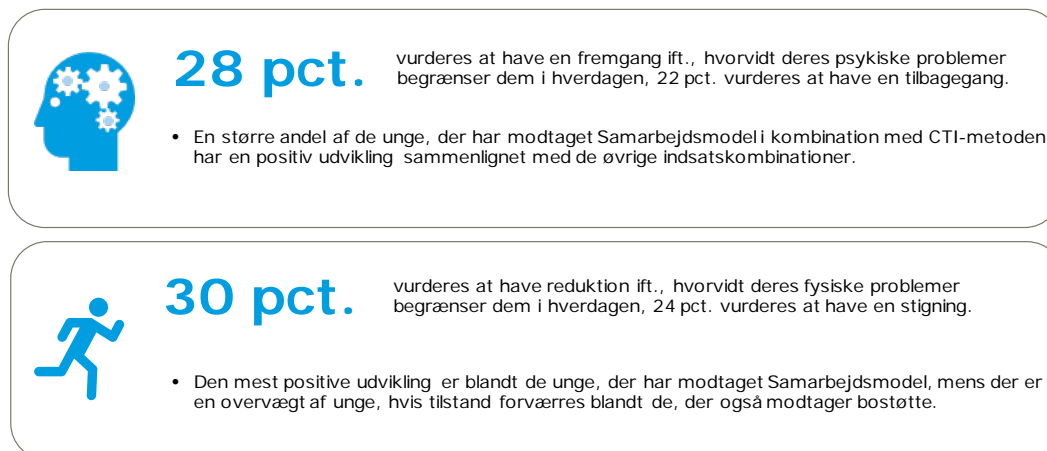 28 pct.
vurderes at have en fremgang ift., hvorvidt deres psykiske problemer
begrænser dem i hverdagen, 22 pct. vurderes at have en tilbagegang.
• En større andel af de unge, der har modtaget Samarbejdsmodel i kombination med CTI-metoden
har en positiv udvikling sammenlignet med de øvrige indsatskombinationer.
30 pct.
vurderes at have reduktion ift., hvorvidt deres fysiske problemer
begrænser dem i hverdagen, 24 pct. vurderes at have en stigning.
• Den mest positive udvikling er blandt de unge, der har modtaget Samarbejdsmodel, mens der er
en overvægt af unge, hvis tilstand forværres blandt de, der også modtager bostøtte.